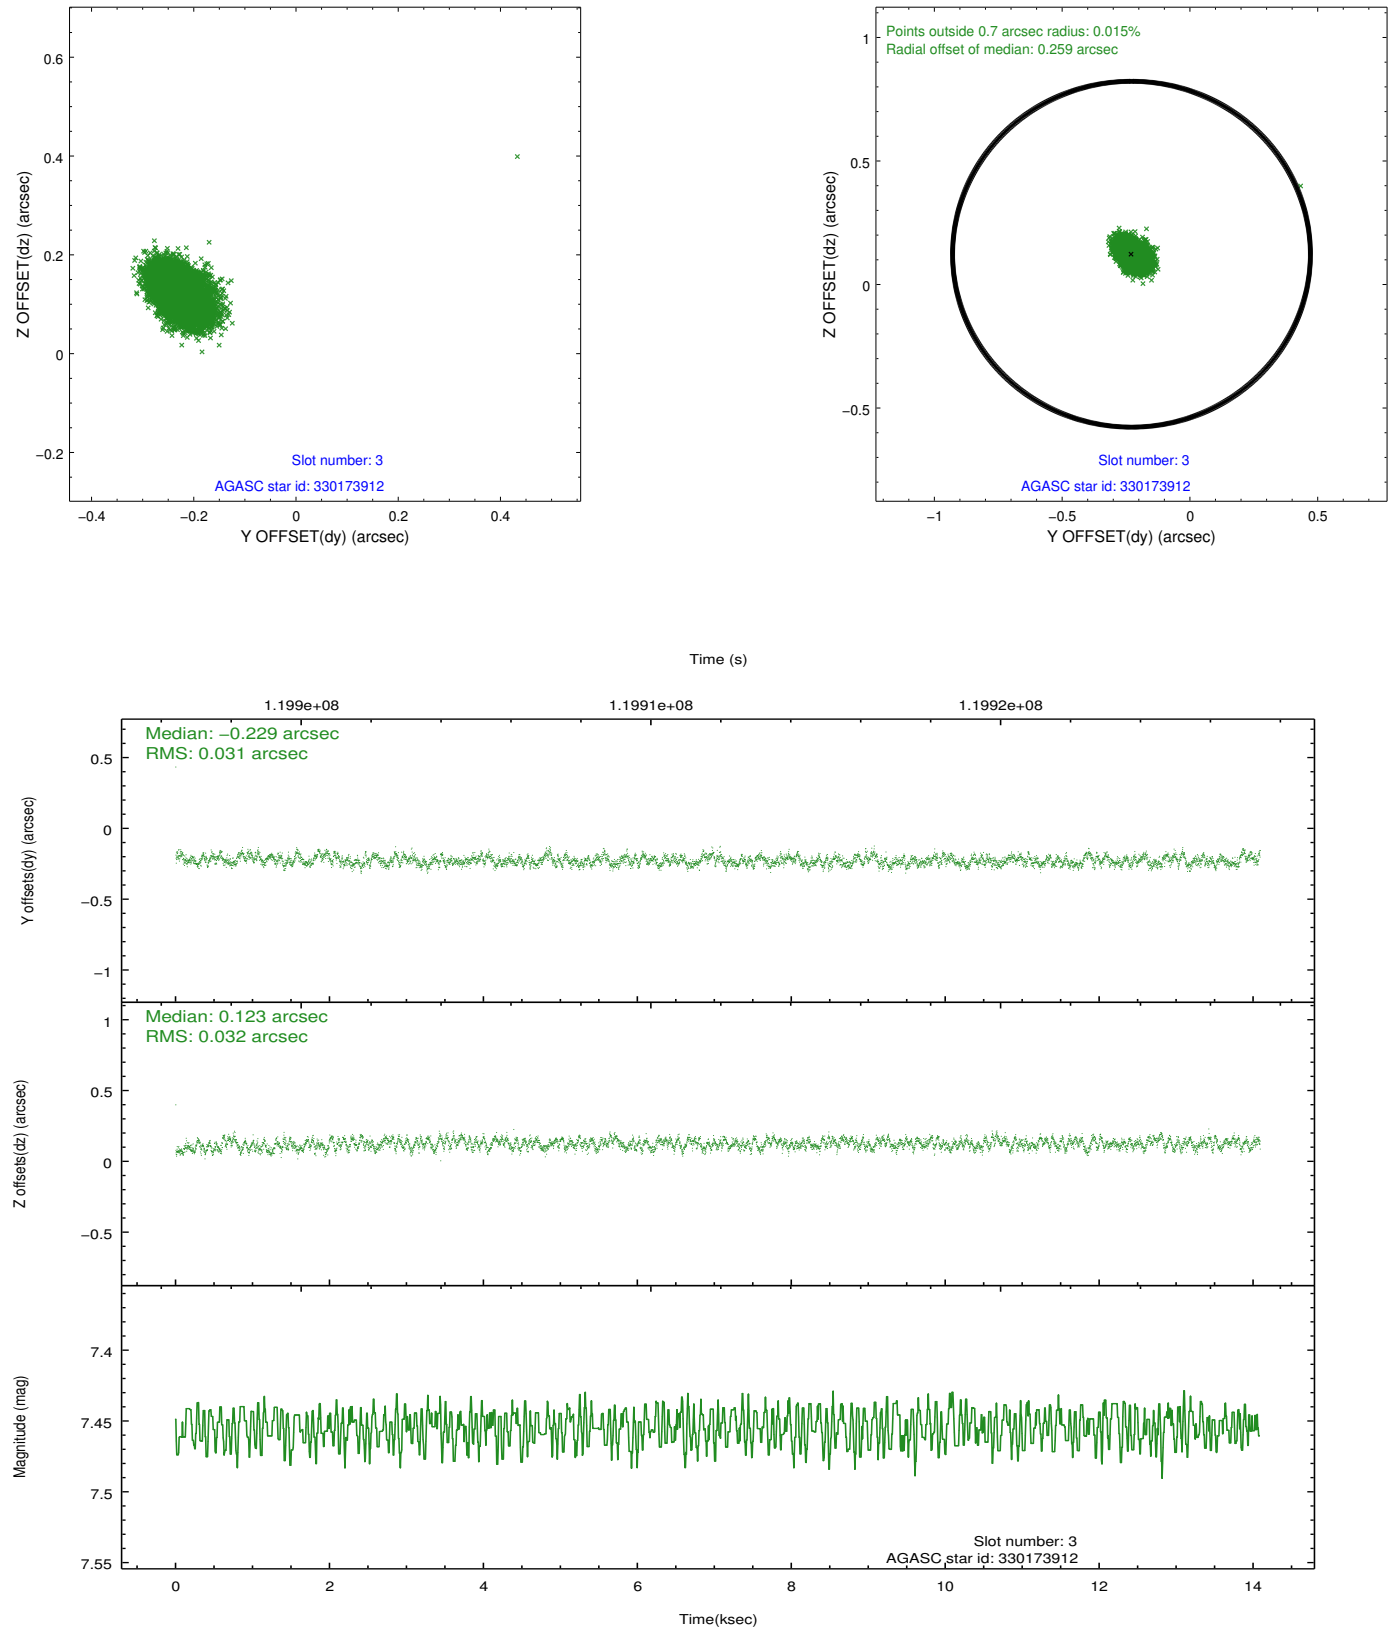 0.6
0.4
0.2
0
−0.2
Z OFFSET(dz) (arcsec)
Slot number: 3
AGASC star id: 330173912
−0.4 −0.2 0 0.2 0.4
Y OFFSET(dy) (arcsec)
Points outside 0.7 arcsec radius: 0.015%
Radial offset of median: 0.259 arcsec
1
0.5
0
−0.5
Z OFFSET(dz) (arcsec)
Slot number: 3
AGASC star id: 330173912
−1 −0.5 0 0.5
Y OFFSET(dy) (arcsec)
Time (s)
1.199e+08 1.1991e+08 1.1992e+08
Median: −0.229 arcsec
RMS: 0.031 arcsec
0.5
0
−0.5
−1
Y offsets(dy) (arcsec)
Median: 0.123 arcsec
RMS: 0.032 arcsec
1
0.5
0
−0.5
Z offsets(dz) (arcsec)
7.4
7.45
7.5
7.55
Magnitude (mag)
Slot number: 3
AGASC star id: 330173912
0 2 4 6 8 10 12 14
Time(ksec)